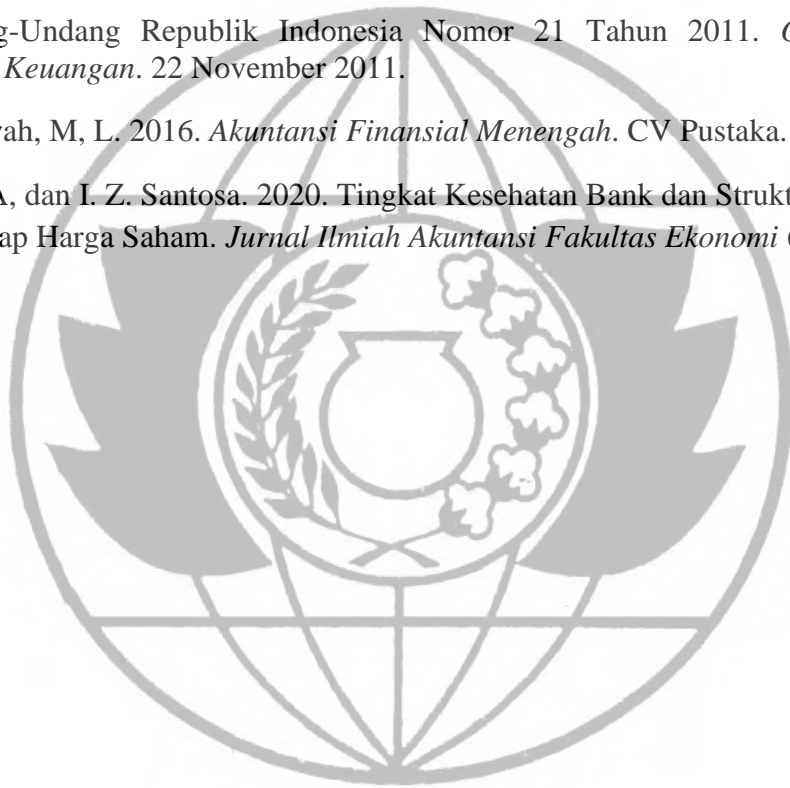 g-Undang Republik Indonesia Nomor 21 Tahun 2011.
Keuangan. 22 November 2011.
yah, M, L. 2016. Akuntansi Finansial Menengah. CV Pustaka.
A, dan I. Z. Santosa. 2020. Tingkat Kesehatan Bank dan Strukt
ap Harga Saham. Jurnal Ilmiah Akuntansi Fakultas Ekonomi